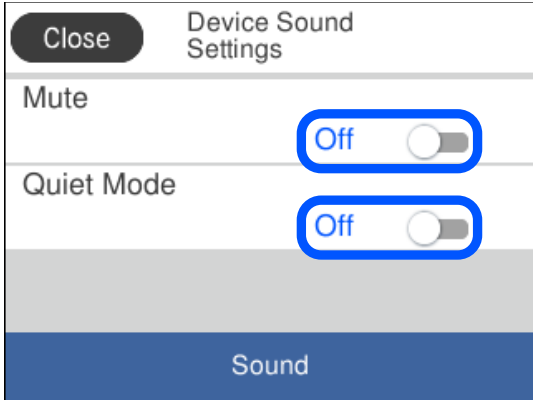 Close
Device Sound
Settings
Mute
Off
Quiet Mode
Off
Sound